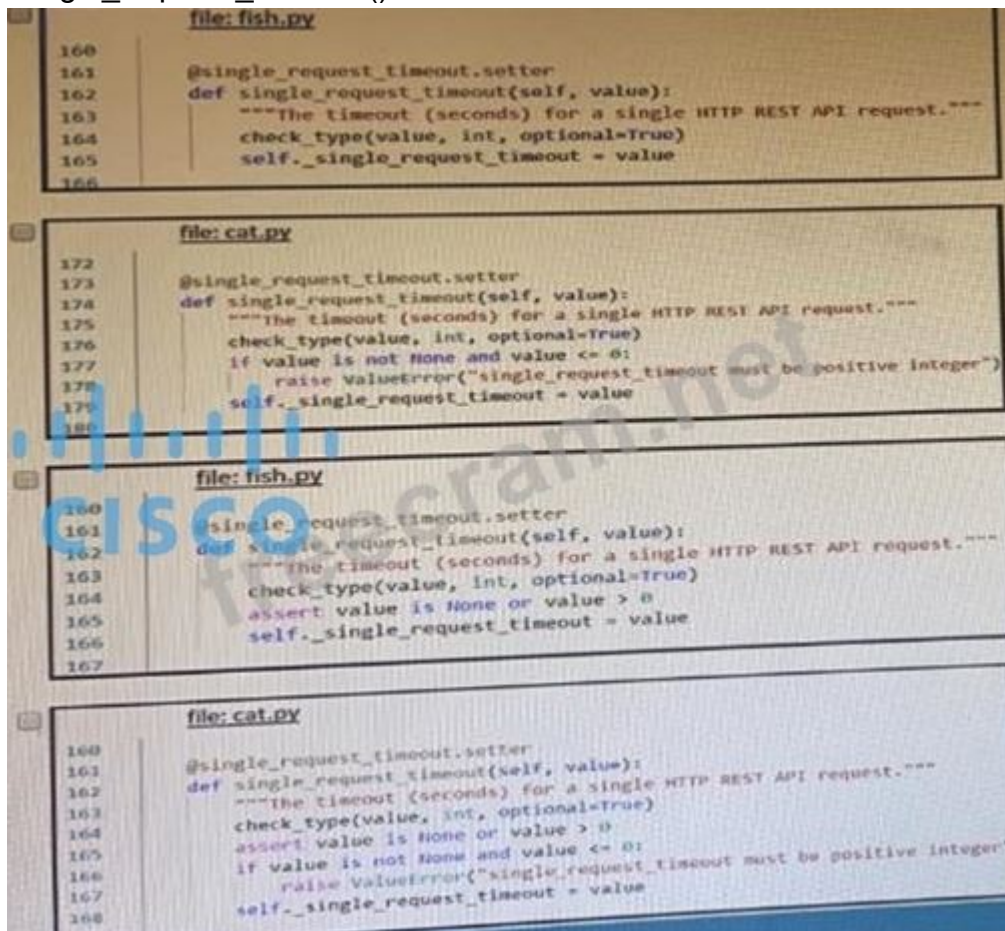 file: fish.py
160
161 @single_request_timeout.setter
162 def single_request_timeout(self, value):
163 """The timeout (seconds) for a single HTTP REST API request."""
164 check_type(value, int, optional=True)
165 self._single_request_timeout = value
166
file: cat.py
172
173 @single_request_timeout.setter
174 def single_request_timeout(self, value):
175 """The timeout (seconds) for a single HTTP REST API request."""
176 check_type(value, int, optional=True)
177 if value is not None and value <= 0:
178 raise ValueError("single_request_timeout must be positive integer")
179 self._single_request_timeout = value
180
file: fish.py
160
161 @single_request_timeout.setter
162 def single_request_timeout(self, value):
163 """The timeout (seconds) for a single HTTP REST API request."""
164 check_type(value, int, optional=True)
165 assert value is None or value > 0
166 self._single_request_timeout = value
167
file: cat.py
160
161 @single_request_timeout.setter
162 def single_request_timeout(self, value):
163 """The timeout (seconds) for a single HTTP REST API request."""
164 check_type(value, int, optional=True)
165 assert value is None or value > 0
166 if value is not None and value <= 0:
167 raise ValueError("single_request_timeout must be positive integer"
168 self._single_request_timeout = value
CISCO
freecram.net